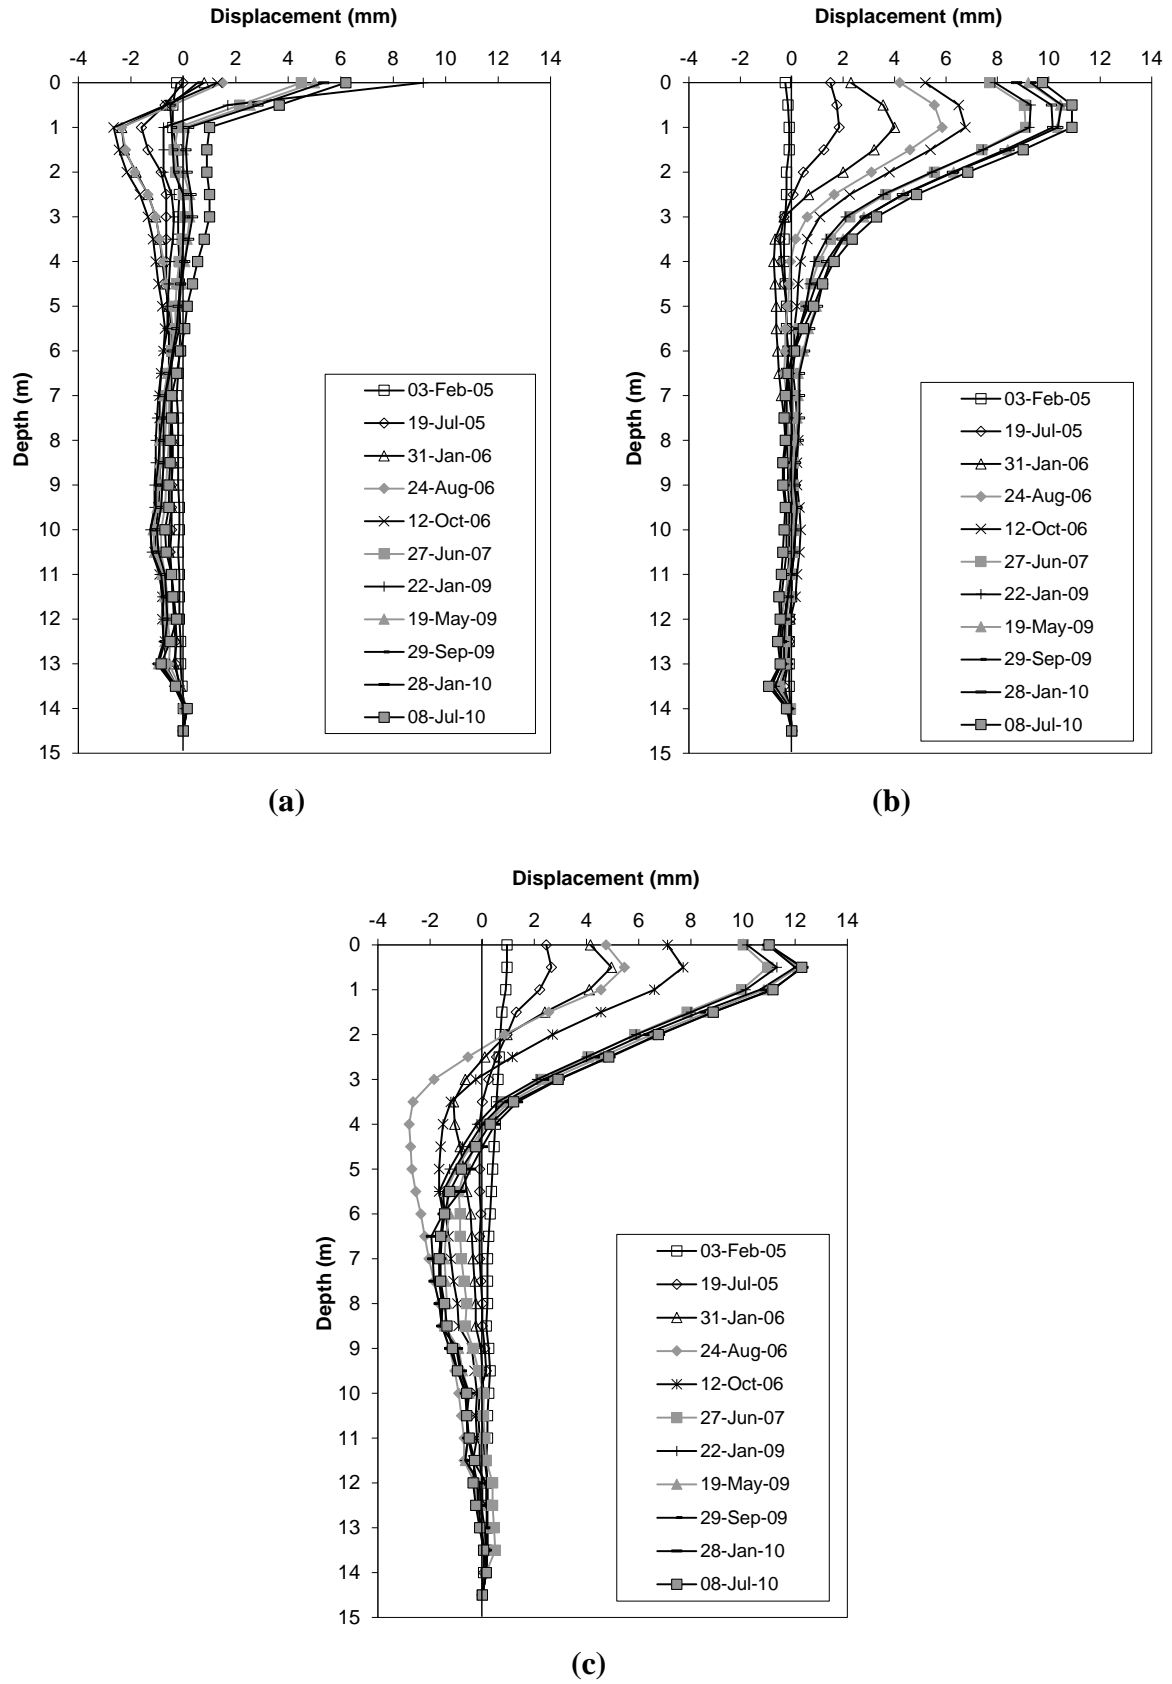 Displacement (mm)
-4 -2 0 2 4 6 8 10 12 14
0
1
2
3
4
5
6
7
8
9
10
11
12
13
14
15
Depth (m)
03-Feb-05
19-Jul-05
31-Jan-06
24-Aug-06
12-Oct-06
27-Jun-07
22-Jan-09
19-May-09
29-Sep-09
28-Jan-10
08-Jul-10
(a)
Displacement (mm)
-4 -2 0 2 4 6 8 10 12 14
0
1
2
3
4
5
6
7
8
9
10
11
12
13
14
15
Depth (m)
03-Feb-05
19-Jul-05
31-Jan-06
24-Aug-06
12-Oct-06
27-Jun-07
22-Jan-09
19-May-09
29-Sep-09
28-Jan-10
08-Jul-10
(b)
Displacement (mm)
-4 -2 0 2 4 6 8 10 12 14
0
1
2
3
4
5
6
7
8
9
10
11
12
13
14
15
Depth (m)
03-Feb-05
19-Jul-05
31-Jan-06
24-Aug-06
12-Oct-06
27-Jun-07
22-Jan-09
19-May-09
29-Sep-09
28-Jan-10
08-Jul-10
(c)